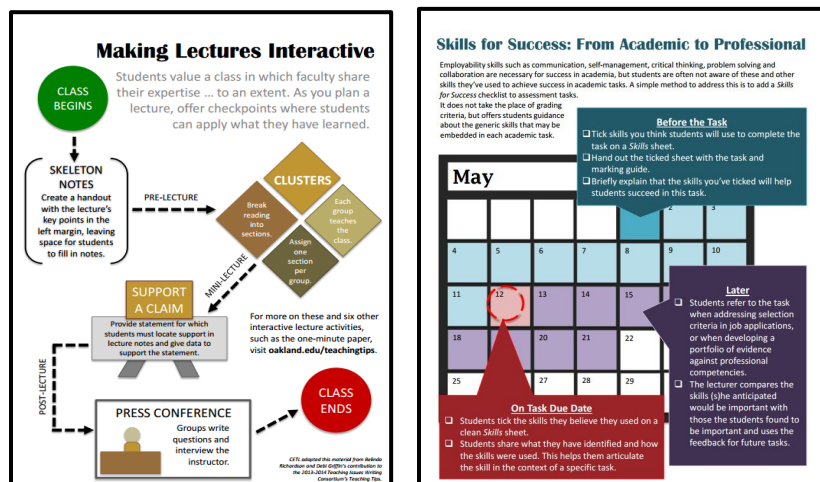 Making Lectures Interactive
Students value a class in which faculty share
their expertise ... to an extent. As you plan a
lecture, offer checkpoints where students
can apply what they have learned.
CLASS
BEGINS
SKELETON
NOTES
Create a handout
with the lecture's
key points in the
left margin, leaving
space for students
to fill in notes.
PRE-LECTURE
CLUSTERS
Break
reading
into
sections.
Each
group
teaches
the class.
Assign
one
section
per
group.
MINI-LECTURE
SUPPORT
A CLAIM
Provide statement for which
students must locate support in
lecture notes and give data to
support the statement.
For more on these and six other
interactive lecture activities,
such as the one-minute paper,
visit oakland.edu/teachingtips.
POST-LECTURE
PRESS CONFERENCE
Groups write
questions and
interview the
instructor.
CLASS
ENDS
CETL adapted this material from Belinda
Richardson and Debi Griffin's contribution to
the 2013-2014 Teaching Issues Writing
Consortium's Teaching Tips.
Skills for Success: From Academic to Professional
Employability skills such as communication, self-management, critical thinking, problem solving and
collaboration are necessary for success in academia, but students are often not aware of these and other
skills they've used to achieve success in academic tasks. A simple method to address this is to add a Skills
for Success checklist to assessment tasks.
It does not take the place of grading
criteria, but offers students guidance
about the generic skills that may be
embedded in each academic task.
Before the Task
Tick skills you think students will use to complete the
task on a Skills sheet.
Hand out the ticked sheet with the task and
marking guide.
Briefly explain that the skills you've ticked will help
students succeed in this task.
May
2 3
4 5 6 7 8 9 10
11 12 13 14 15
18 22
25 27 28 29
Later
Students refer to the task
when addressing selection
criteria in job applications,
or when developing a
portfolio of evidence
against professional
competencies.
The lecturer compares the
skills (s)he anticipated
would be important with
those the students found to
be important and uses the
feedback for future tasks.
On Task Due Date
Students tick the skills they believe they used on a
clean Skills sheet.
Students share what they have identified and how
the skills were used. This helps them articulate
the skill in the context of a specific task.